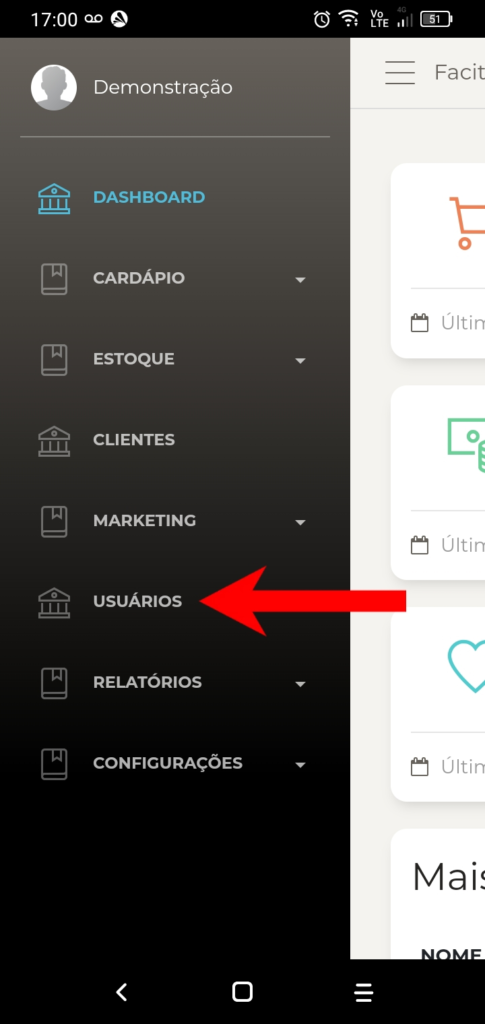 17:00
Vo
LTE
4G
51
Demonstração
Facit
DASHBOARD
CARDÁPIO
ESTOQUE
CLIENTES
MARKETING
USUÁRIOS
RELATÓRIOS
CONFIGURAÇÕES
Últim
Últim
Últim
Mais
NOME